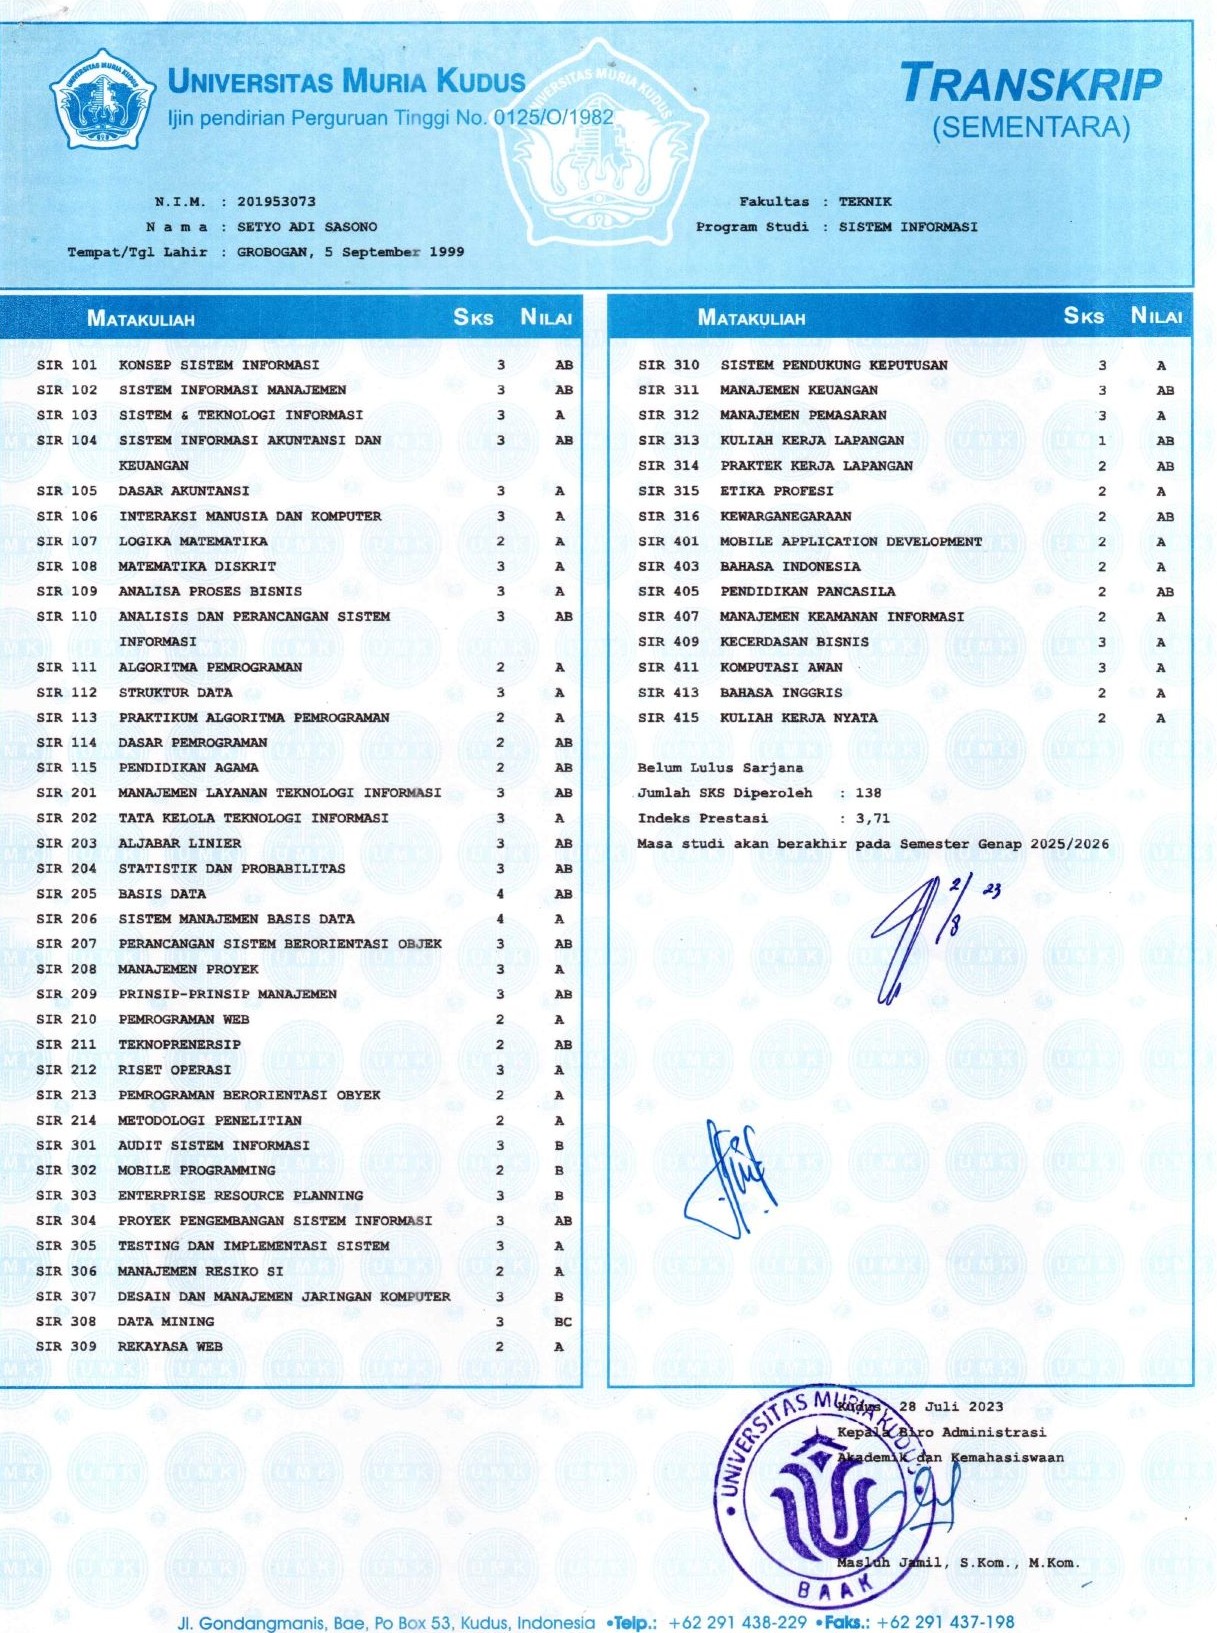 UNIVERSITAS MURIA KUDUS
Ijin pendirian Perguruan Tinggi No. 0125/O/1982
UNIVERSITAS MURIA KUDUS
TRANSKRIP
(SEMENTARA)
N.I.M. : 201953073
N a m a : SETYO ADI SASONO
Tempat/Tgl Lahir : GROBOGAN, 5 September 1999
Fakultas : TEKNIK
Program Studi : SISTEM INFORMASI
MATAKULIAH SKS NILAI
SIR 101 KONSEP SISTEM INFORMASI 3 AB
SIR 102 SISTEM INFORMASI MANAJEMEN 3 AB
SIR 103 SISTEM & TEKNOLOGI INFORMASI 3 A
SIR 104 SISTEM INFORMASI AKUNTANSI DAN 3 AB
KEUANGAN
SIR 105 DASAR AKUNTANSI 3 A
SIR 106 INTERAKSI MANUSIA DAN KOMPUTER 3 A
SIR 107 LOGIKA MATEMATIKA 2 A
SIR 108 MATEMATIKA DISKRIT 3 A
SIR 109 ANALISA PROSES BISNIS 3 A
SIR 110 ANALISIS DAN PERANCANGAN SISTEM 3 AB
INFORMASI
SIR 111 ALGORITMA PEMROGRAMAN 2 A
SIR 112 STRUKTUR DATA 3 A
SIR 113 PRAKTIKUM ALGORITMA PEMROGRAMAN 2 A
SIR 114 DASAR PEMROGRAMAN 2 AB
SIR 115 PENDIDIKAN AGAMA 2 AB
SIR 201 MANAJEMEN LAYANAN TEKNOLOGI INFORMASI 3 AB
SIR 202 TATA KELOLA TEKNOLOGI INFORMASI 3 A
SIR 203 ALJABAR LINIER 3 AB
SIR 204 STATISTIK DAN PROBABILITAS 3 AB
SIR 205 BASIS DATA 4 AB
SIR 206 SISTEM MANAJEMEN BASIS DATA 4 A
SIR 207 PERANCANGAN SISTEM BERORIENTASI OBJEK 3 AB
SIR 208 MANAJEMEN PROYEK 3 A
SIR 209 PRINSIP-PRINSIP MANAJEMEN 3 AB
SIR 210 PEMROGRAMAN WEB 2 A
SIR 211 TEKNOPRENERSIP 2 AB
SIR 212 RISET OPERASI 3 A
SIR 213 PEMROGRAMAN BERORIENTASI OBYEK 2 A
SIR 214 METODOLOGI PENELITIAN 2 A
SIR 301 AUDIT SISTEM INFORMASI 3 B
SIR 302 MOBILE PROGRAMMING 2 B
SIR 303 ENTERPRISE RESOURCE PLANNING 3 B
SIR 304 PROYEK PENGEMBANGAN SISTEM INFORMASI 3 AB
SIR 305 TESTING DAN IMPLEMENTASI SISTEM 3 A
SIR 306 MANAJEMEN RESIKO SI 2 A
SIR 307 DESAIN DAN MANAJEMEN JARINGAN KOMPUTER 3 B
SIR 308 DATA MINING 3 BC
SIR 309 REKAYASA WEB 2 A
MATAKULIAH SKS NILAI
SIR 310 SISTEM PENDUKUNG KEPUTUSAN 3 A
SIR 311 MANAJEMEN KEUANGAN 3 AB
SIR 312 MANAJEMEN PEMASARAN 3 A
SIR 313 KULIAH KERJA LAPANGAN 1 AB
SIR 314 PRAKTEK KERJA LAPANGAN 2 AB
SIR 315 ETIKA PROFESI 2 A
SIR 316 KEWARGANEGARAAN 2 AB
SIR 401 MOBILE APPLICATION DEVELOPMENT 2 A
SIR 403 BAHASA INDONESIA 2 A
SIR 405 PENDIDIKAN PANCASILA 2 AB
SIR 407 MANAJEMEN KEAMANAN INFORMASI 2 A
SIR 409 KECERDASAN BISNIS 3 A
SIR 411 KOMPUTASI AWAN 3 A
SIR 413 BAHASA INGGRIS 2 A
SIR 415 KULIAH KERJA NYATA 2 A
Belum Lulus Sarjana
Jumlah SKS Diperoleh : 138
Indeks Prestasi : 3,71
Masa studi akan berakhir pada Semester Genap 2025/2026
2/8 23
Kudus, 28 Juli 2023
Kepala Biro Administrasi
Akademik dan Kemahasiswaan
UNIVERSITAS MURIA KUDUS
BAAK
Masluh Jamil, S.Kom., M.Kom.
Jl. Gondangmanis, Bae, Po Box 53, Kudus, Indonesia •Telp.: +62 291 438-229 •Faks.: +62 291 437-198